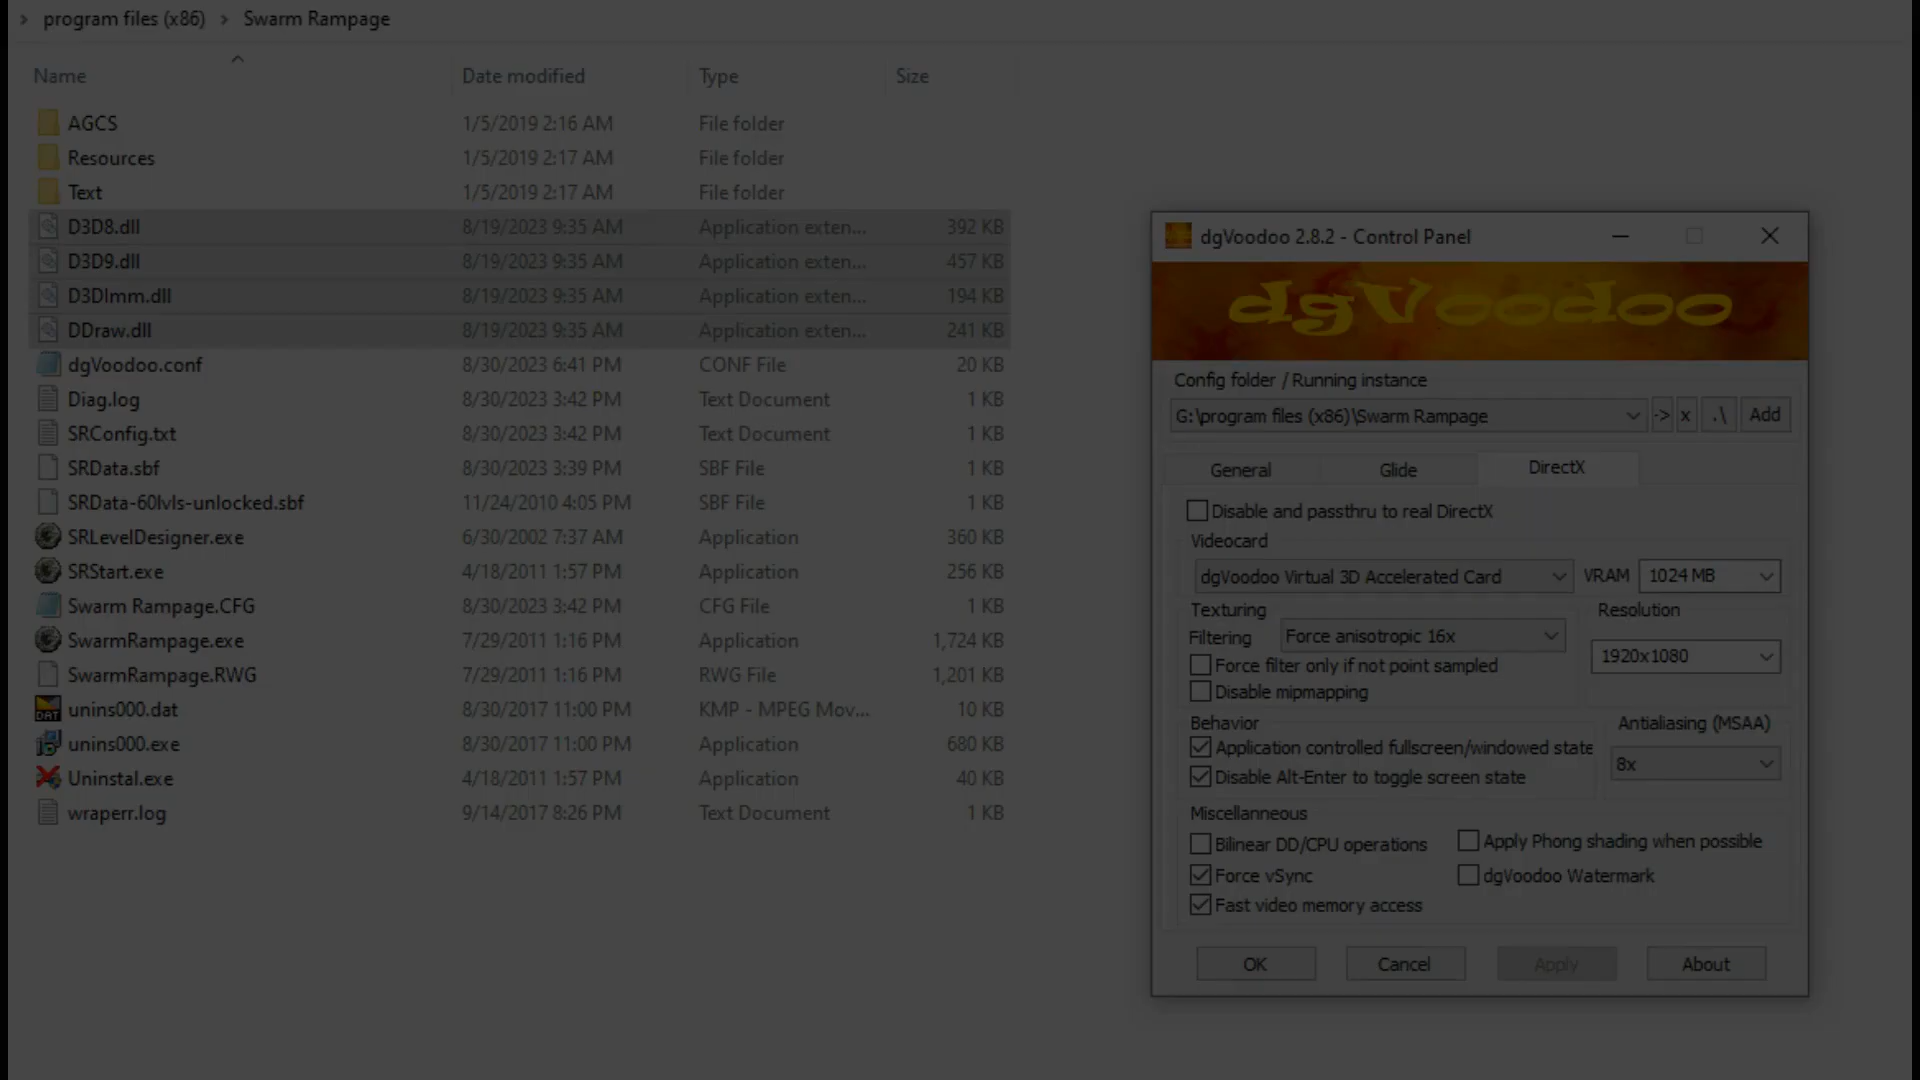 program files (x86) Swarm Rampage
Name Date modified Type Size
AGCS 1/5/2019 2:16 AM File folder
Resources 1/5/2019 2:17 AM File folder
Text 1/5/2019 2:17 AM File folder
D3D8.dll 8/19/2023 9:35 AM Application exten... 392 KB
D3D9.dll 8/19/2023 9:35 AM Application exten... 457 KB
D3DImm.dll 8/19/2023 9:35 AM Application exten... 194 KB
DDraw.dll 8/19/2023 9:35 AM Application exten... 241 KB
dgVoodoo.conf 8/30/2023 6:41 PM CONF File 20 KB
Diag.log 8/30/2023 3:42 PM Text Document 1 KB
SRConfig.txt 8/30/2023 3:42 PM Text Document 1 KB
SRData.sbf 8/30/2023 3:39 PM SBF File 1 KB
SRData-60lvls-unlocked.sbf 11/24/2010 4:05 PM SBF File 1 KB
SRLevelDesigner.exe 6/30/2002 7:37 AM Application 360 KB
SRStart.exe 4/18/2011 1:57 PM Application 256 KB
Swarm Rampage.CFG 8/30/2023 3:42 PM CFG File 1 KB
SwarmRampage.exe 7/29/2011 1:16 PM Application 1,724 KB
SwarmRampage.RWG 7/29/2011 1:16 PM RWG File 1,201 KB
DAT unins000.dat 8/30/2017 11:00 PM KMP - MPEG Mov... 10 KB
unins000.exe 8/30/2017 11:00 PM Application 680 KB
Uninstal.exe 4/18/2011 1:57 PM Application 40 KB
wraperr.log 9/14/2017 8:26 PM Text Document 1 KB
dgVoodoo 2.8.2 - Control Panel
dgVoodoo
Config folder / Running instance
G:\program files (x86)\Swarm Rampage -> x .\ Add
General Glide DirectX
Disable and passthru to real DirectX
Videocard
dgVoodoo Virtual 3D Accelerated Card VRAM 1024 MB
Texturing Resolution
Filtering Force anisotropic 16x
1920x1080
Force filter only if not point sampled
Disable mipmapping
Behavior Antialiasing (MSAA)
Application controlled fullscreen/windowed state
8x
Disable Alt-Enter to toggle screen state
Miscellaneous
Bilinear DD/CPU operations Apply Phong shading when possible
Force vSync dgVoodoo Watermark
Fast video memory access
OK Cancel Apply About